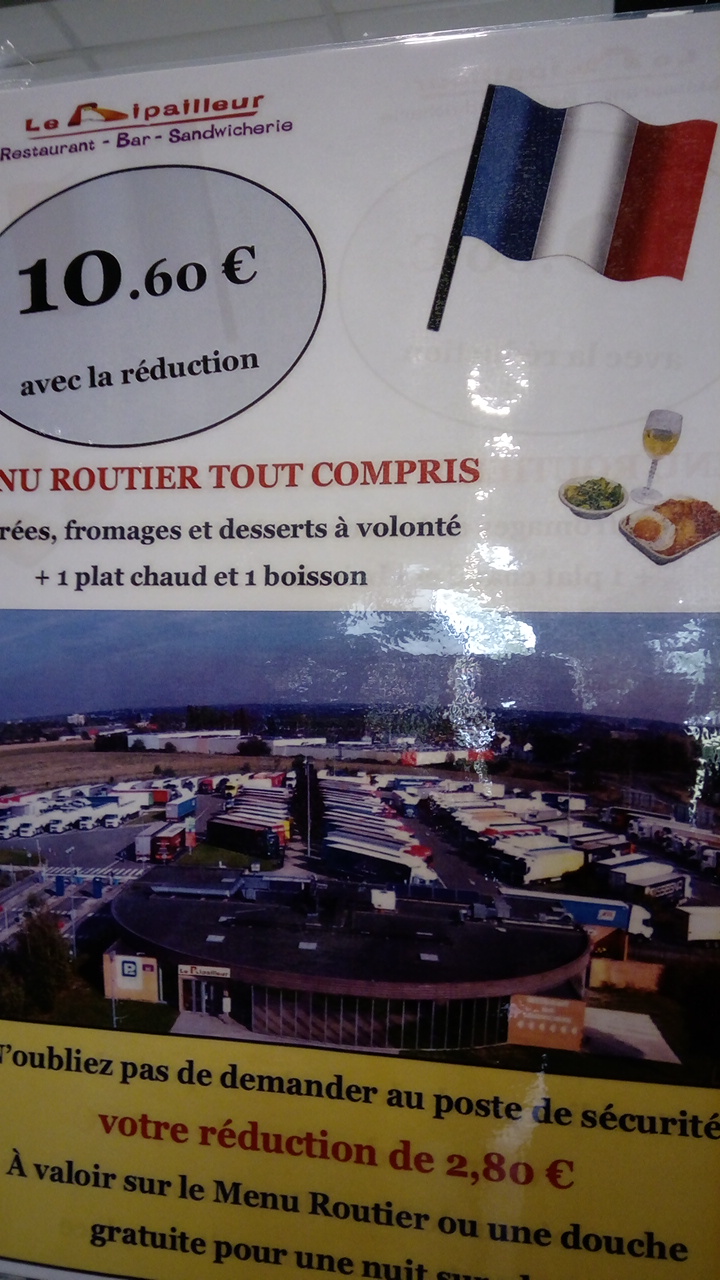 Le Ripailleur
Restaurant - Bar - Sandwicherie
10.60 €
avec la réduction
NU ROUTIER TOUT COMPRIS
rées, fromages et desserts à volonté
+ 1 plat chaud et 1 boisson
Le Ripailleur
N'oubliez pas de demander au poste de sécurité
votre réduction de 2,80 €
À valoir sur le Menu Routier ou une douche
gratuite pour une nuit sur